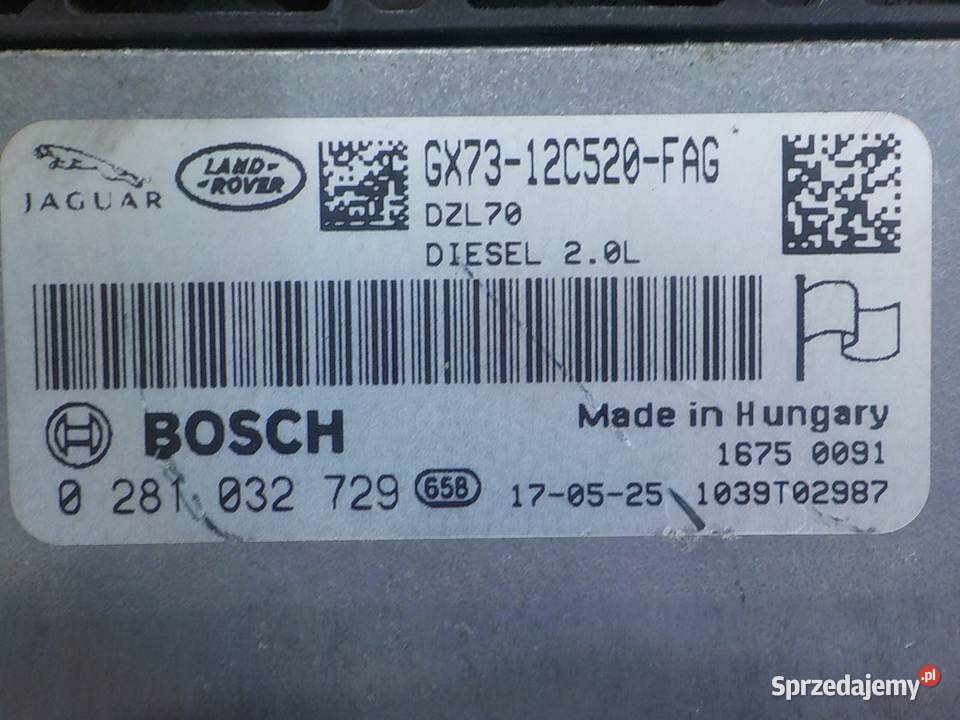 JAGUAR
LAND-
-ROVER
GX73-12C520-FAG
DZL70
DIESEL 2.0L
BOSCH
Made in Hungary
1675 0091
0 281 032 729 658 17-05-25 1039T02987
Sprzedajemy.pl